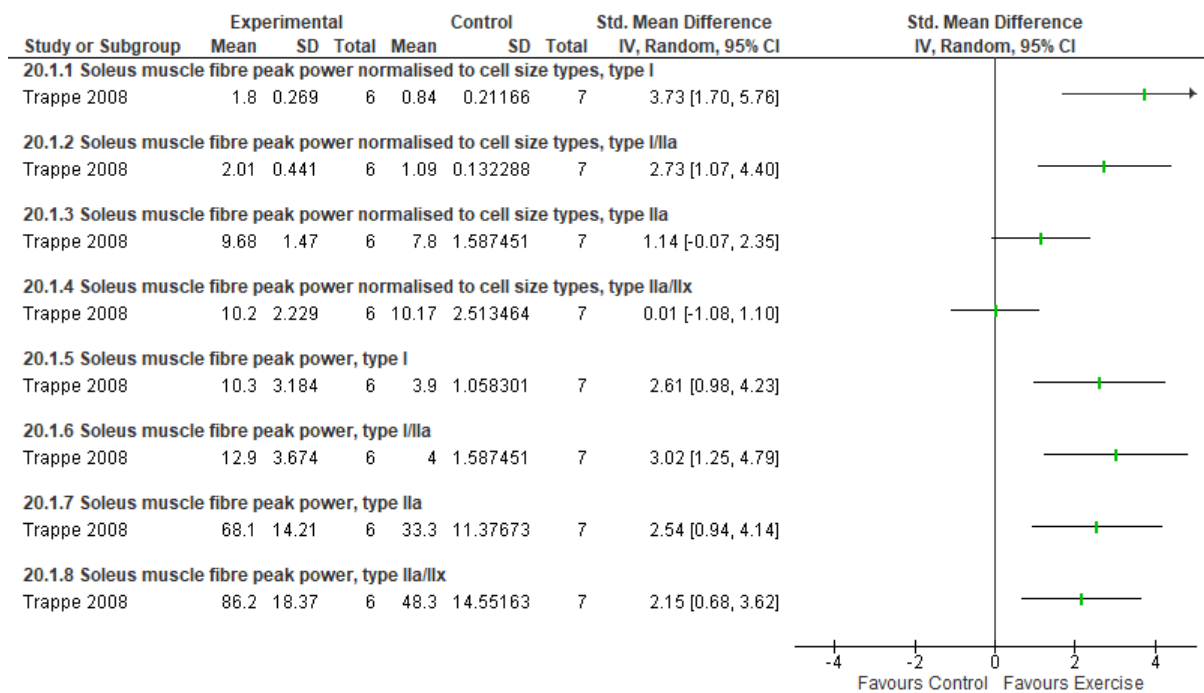 Experimental Control Std. Mean Difference Std. Mean Difference
Study or Subgroup Mean SD Total Mean SD Total IV, Random, 95% CI IV, Random, 95% CI
20.1.1 Soleus muscle fibre peak power normalised to cell size types, type I
Trappe 2008 1.8 0.269 6 0.84 0.21166 7 3.73 [1.70, 5.76]
20.1.2 Soleus muscle fibre peak power normalised to cell size types, type I/IIa
Trappe 2008 2.01 0.441 6 1.09 0.132288 7 2.73 [1.07, 4.40]
20.1.3 Soleus muscle fibre peak power normalised to cell size types, type IIa
Trappe 2008 9.68 1.47 6 7.8 1.587451 7 1.14 [-0.07, 2.35]
20.1.4 Soleus muscle fibre peak power normalised to cell size types, type IIa/IIx
Trappe 2008 10.2 2.229 6 10.17 2.513464 7 0.01 [-1.08, 1.10]
20.1.5 Soleus muscle fibre peak power, type I
Trappe 2008 10.3 3.184 6 3.9 1.058301 7 2.61 [0.98, 4.23]
20.1.6 Soleus muscle fibre peak power, type I/IIa
Trappe 2008 12.9 3.674 6 4 1.587451 7 3.02 [1.25, 4.79]
20.1.7 Soleus muscle fibre peak power, type IIa
Trappe 2008 68.1 14.21 6 33.3 11.37673 7 2.54 [0.94, 4.14]
20.1.8 Soleus muscle fibre peak power, type IIa/IIx
Trappe 2008 86.2 18.37 6 48.3 14.55163 7 2.15 [0.68, 3.62]
-4 -2 0 2 4
Favours Control Favours Exercise